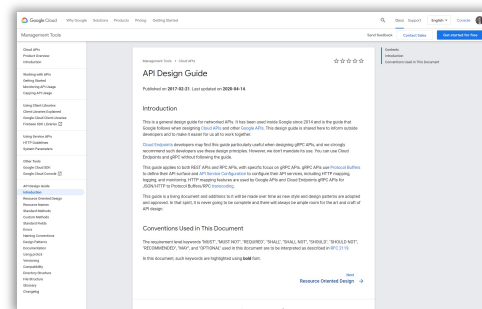 Google Cloud Why Google Solutions Products Pricing Getting Started Docs Support English Console
Management Tools Send feedback Contact Sales Get started for free
Cloud APIs
Product Overview
Introduction
Working with APIs
Getting Started
Monitoring API Usage
Capping API Usage
Using Client Libraries
Client Libraries Explained
Google Cloud Client Libraries
Firebase SDK Libraries
Using Service APIs
HTTP Guidelines
System Parameters
Other Tools
Google Cloud SDK
Google Cloud Console
API Design Guide
Introduction
Resource Oriented Design
Resource Names
Standard Methods
Custom Methods
Standard Fields
Errors
Naming Conventions
Design Patterns
Documentation
Using proto3
Versioning
Compatibility
Directory Structure
File Structure
Glossary
Changelog
Management Tools > Cloud APIs
API Design Guide
Published on 2017-02-21. Last updated on 2020-04-14.
Introduction
This is a general design guide for networked APIs. It has been used inside Google since 2014 and is the guide that
Google follows when designing Cloud APIs and other Google APIs. This design guide is shared here to inform outside
developers and to make it easier for us all to work together.
Cloud Endpoints developers may find this guide particularly useful when designing gRPC APIs, and we strongly
recommend such developers use these design principles. However, we don't mandate its use. You can use Cloud
Endpoints and gRPC without following the guide.
This guide applies to both REST APIs and RPC APIs, with specific focus on gRPC APIs. gRPC APIs use Protocol Buffers
to define their API surface and API Service Configuration to configure their API services, including HTTP mapping,
logging, and monitoring. HTTP mapping features are used by Google APIs and Cloud Endpoints gRPC APIs for
JSON/HTTP to Protocol Buffers/RPC transcoding.
This guide is a living document and additions to it will be made over time as new style and design patterns are adopted
and approved. In that spirit, it is never going to be complete and there will always be ample room for the art and craft of
API design.
Conventions Used in This Document
The requirement level keywords "MUST", "MUST NOT", "REQUIRED", "SHALL", "SHALL NOT", "SHOULD", "SHOULD NOT",
"RECOMMENDED", "MAY", and "OPTIONAL" used in this document are to be interpreted as described in RFC 2119.
In this document, such keywords are highlighted using bold font.
Next
Resource Oriented Design
Contents
Introduction
Conventions Used in This Document